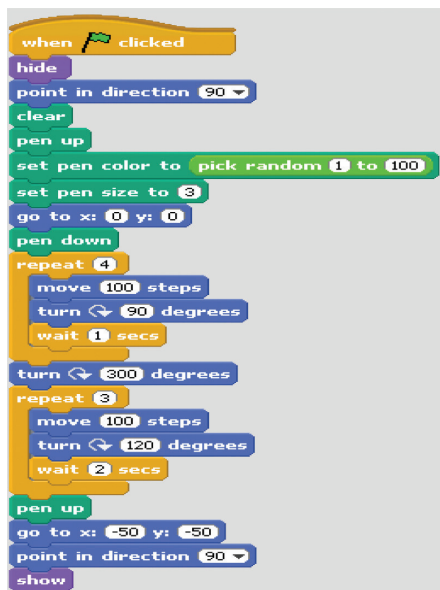 when clicked
hide
point in direction 90
clear
pen up
set pen color to pick random 1 to 100
set pen size to 3
go to x: 0 y: 0
pen down
repeat 4
move 100 steps
turn 90 degrees
wait 1 secs
turn 300 degrees
repeat 3
move 100 steps
turn 120 degrees
wait 2 secs
pen up
go to x: -50 y: -50
point in direction 90
show